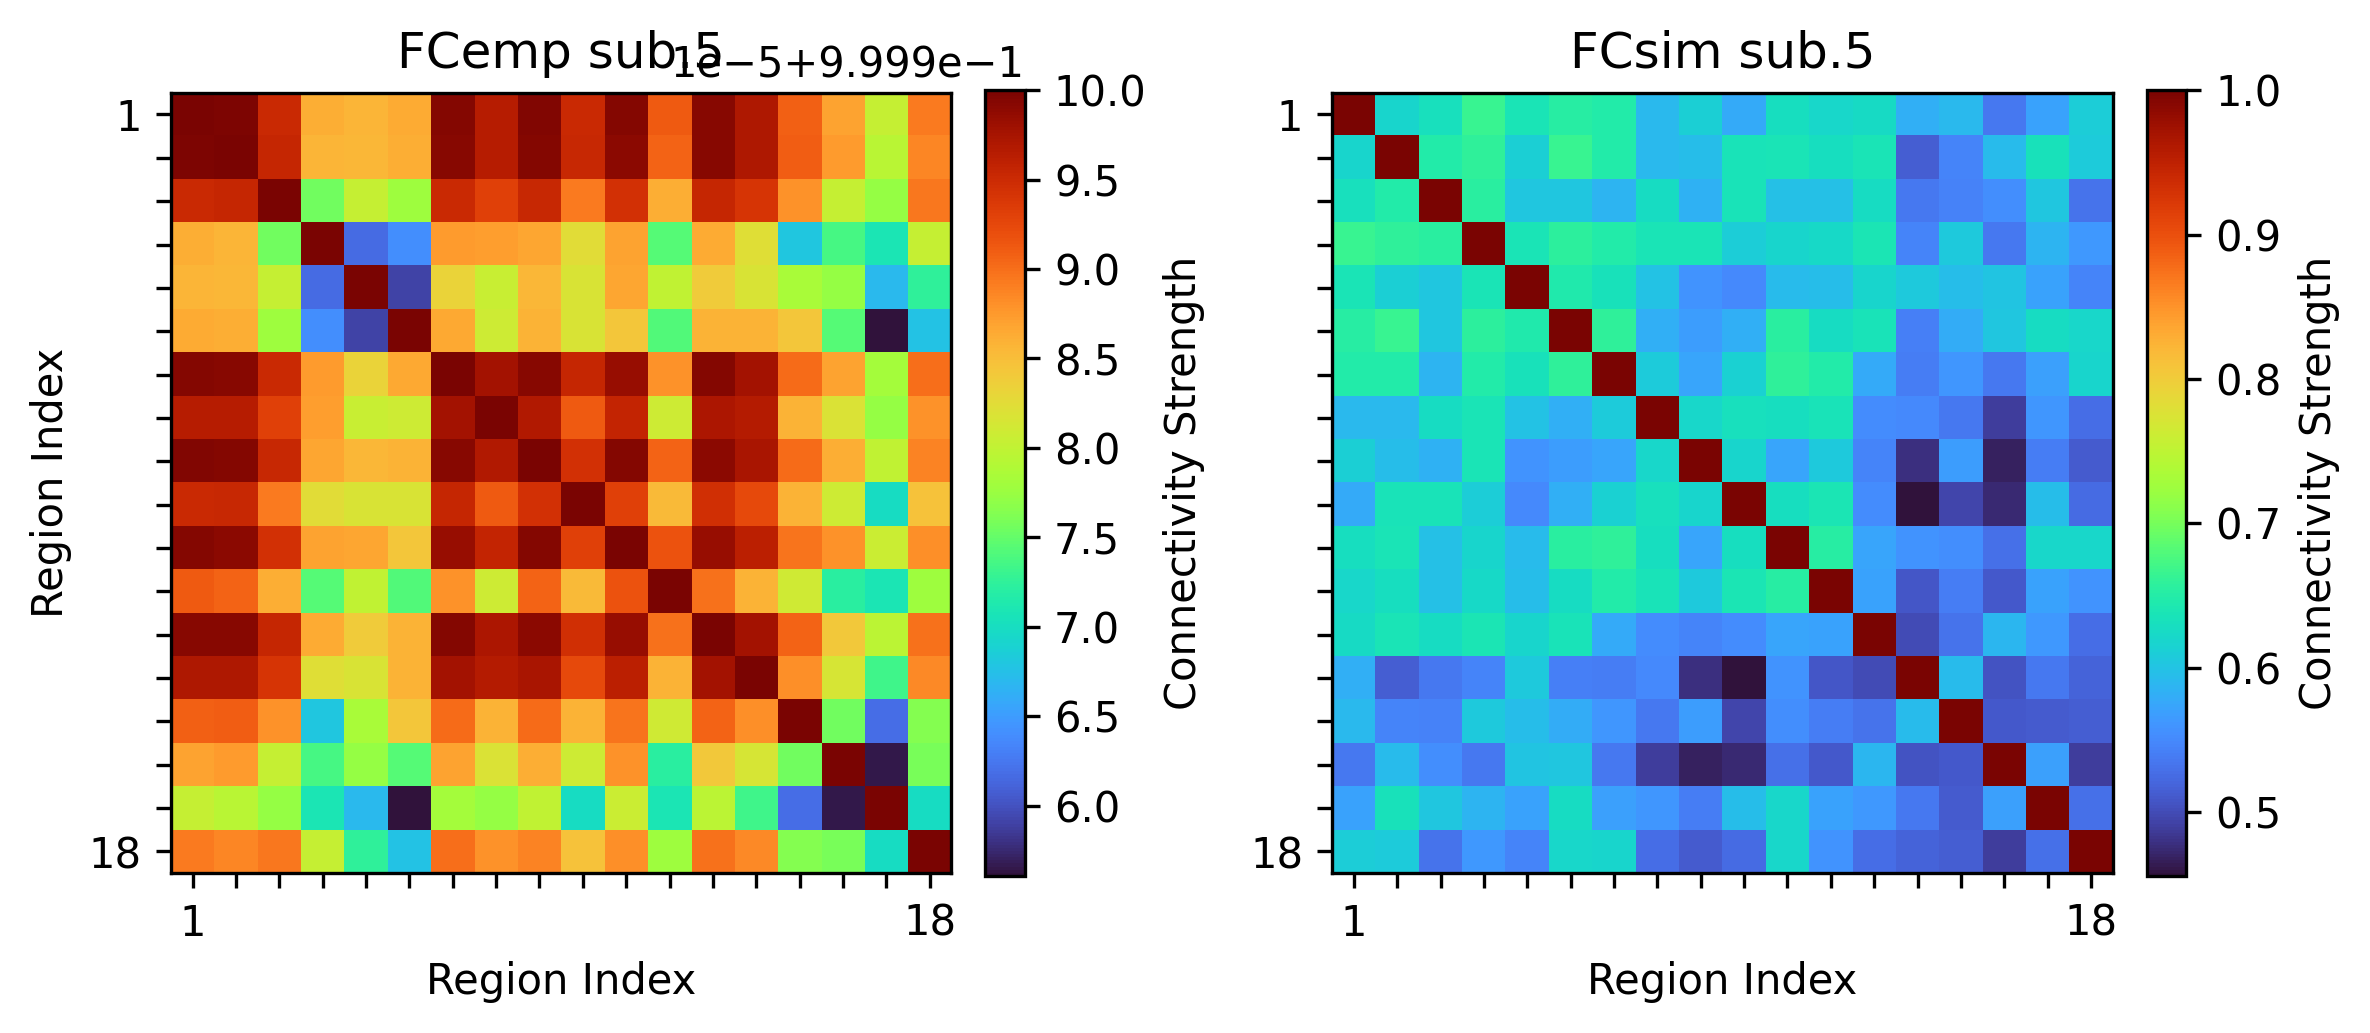 FCemp sub.5
1e−5+9.999e−1
1
18
1
18
Region Index
Region Index
10.0
9.5
9.0
8.5
8.0
7.5
7.0
6.5
6.0
Connectivity Strength
FCsim sub.5
1
18
1
18
Region Index
1.0
0.9
0.8
0.7
0.6
0.5
Connectivity Strength